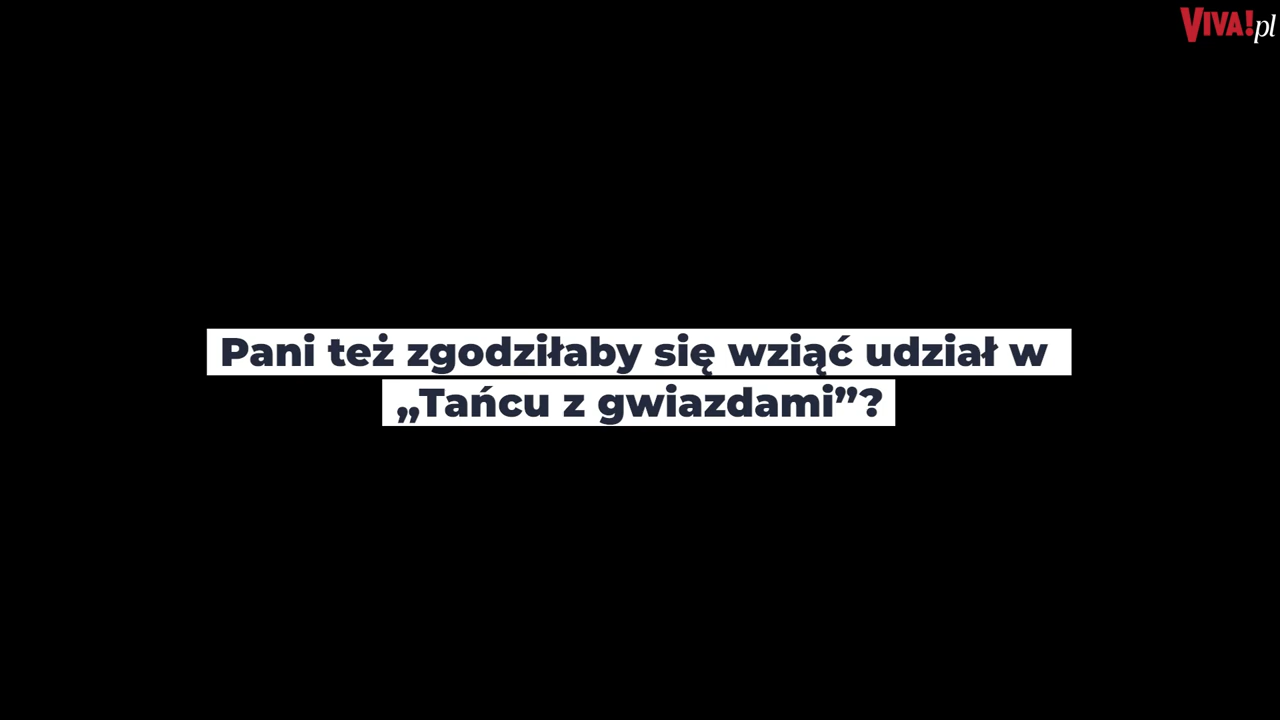 VIVA!pl
Pani też zgodziłaby się wziąć udział w
„Tańcu z gwiazdami”?